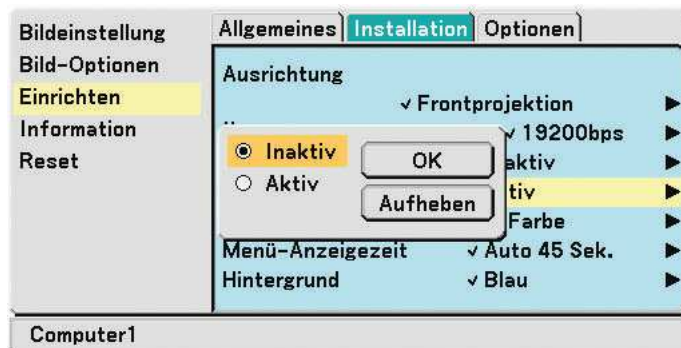 Bildeinstellung
Bild-Optionen
Einrichten
Information
Reset
Allgemeines Installation Optionen
Ausrichtung
✓ Frontprojektion
✓ 19200bps
Inaktiv
Aktiv
OK
Aufheben
Farbe
Menü-Anzeigezeit ✓ Auto 45 Sek.
Hintergrund ✓ Blau
Computer1